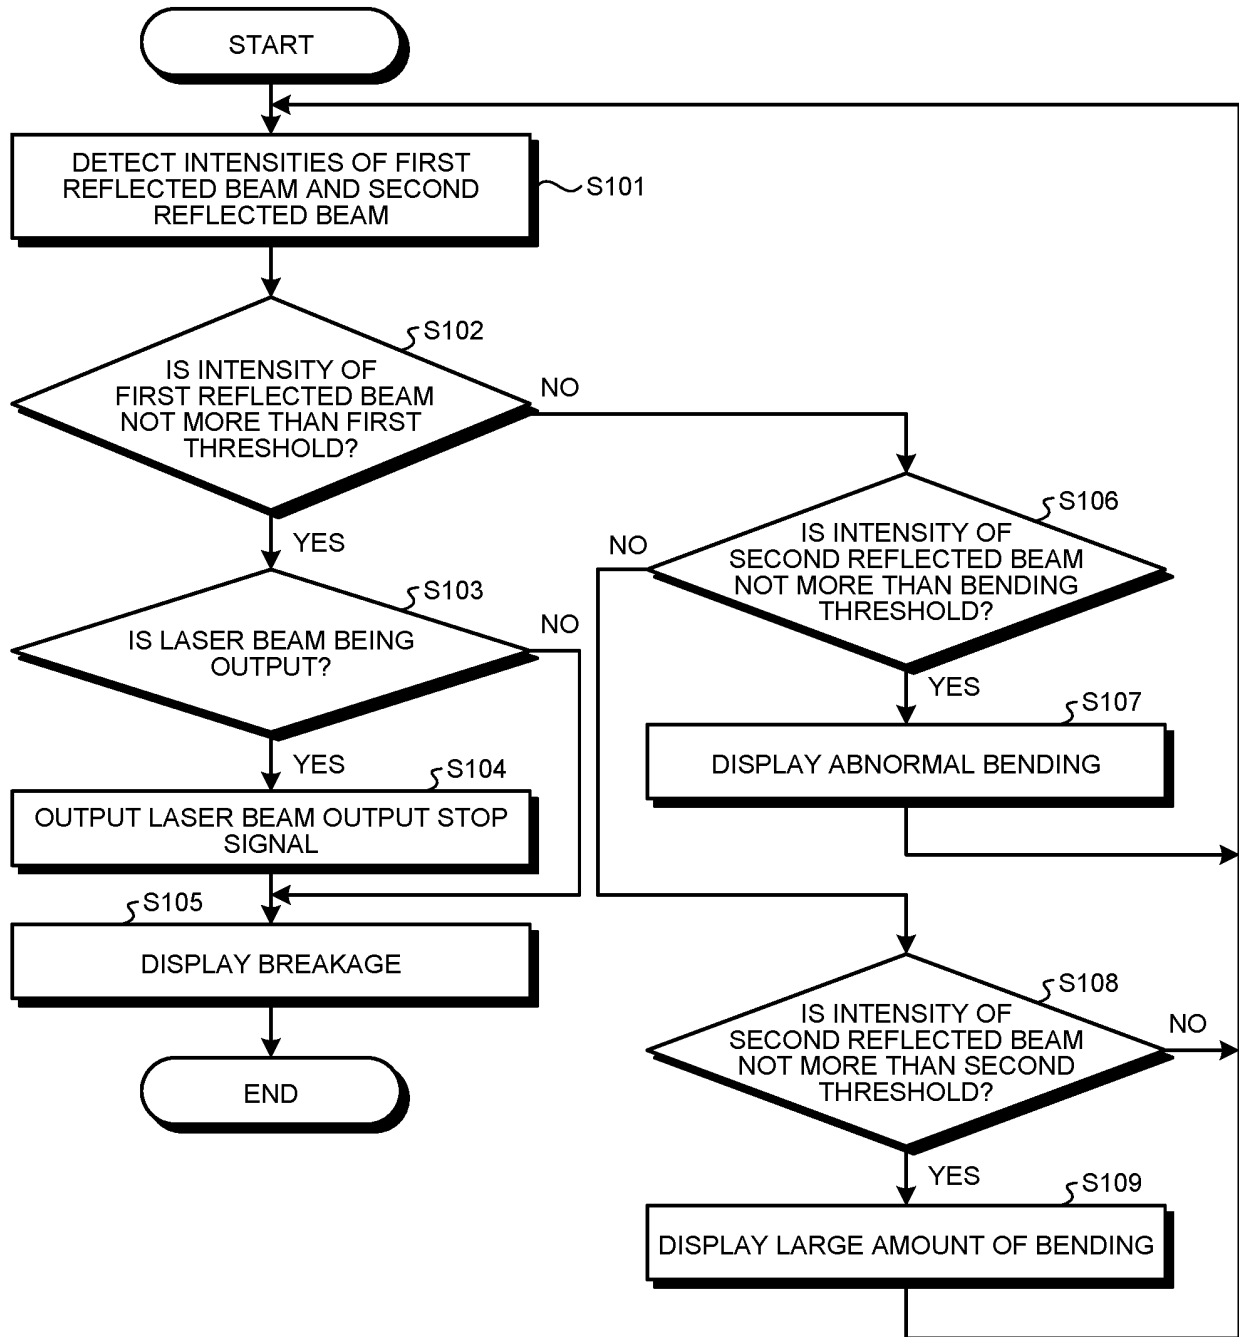 START
DETECT INTENSITIES OF FIRST
REFLECTED BEAM AND SECOND
REFLECTED BEAM
S101
S102
IS INTENSITY OF
FIRST REFLECTED BEAM
NOT MORE THAN FIRST
THRESHOLD?
NO
YES
S103
IS LASER BEAM BEING
OUTPUT?
NO
YES
S104
OUTPUT LASER BEAM OUTPUT STOP
SIGNAL
S105
DISPLAY BREAKAGE
END
S106
IS INTENSITY OF
SECOND REFLECTED BEAM
NOT MORE THAN BENDING
THRESHOLD?
NO
YES
S107
DISPLAY ABNORMAL BENDING
S108
IS INTENSITY OF
SECOND REFLECTED BEAM
NOT MORE THAN SECOND
THRESHOLD?
NO
YES
S109
DISPLAY LARGE AMOUNT OF BENDING